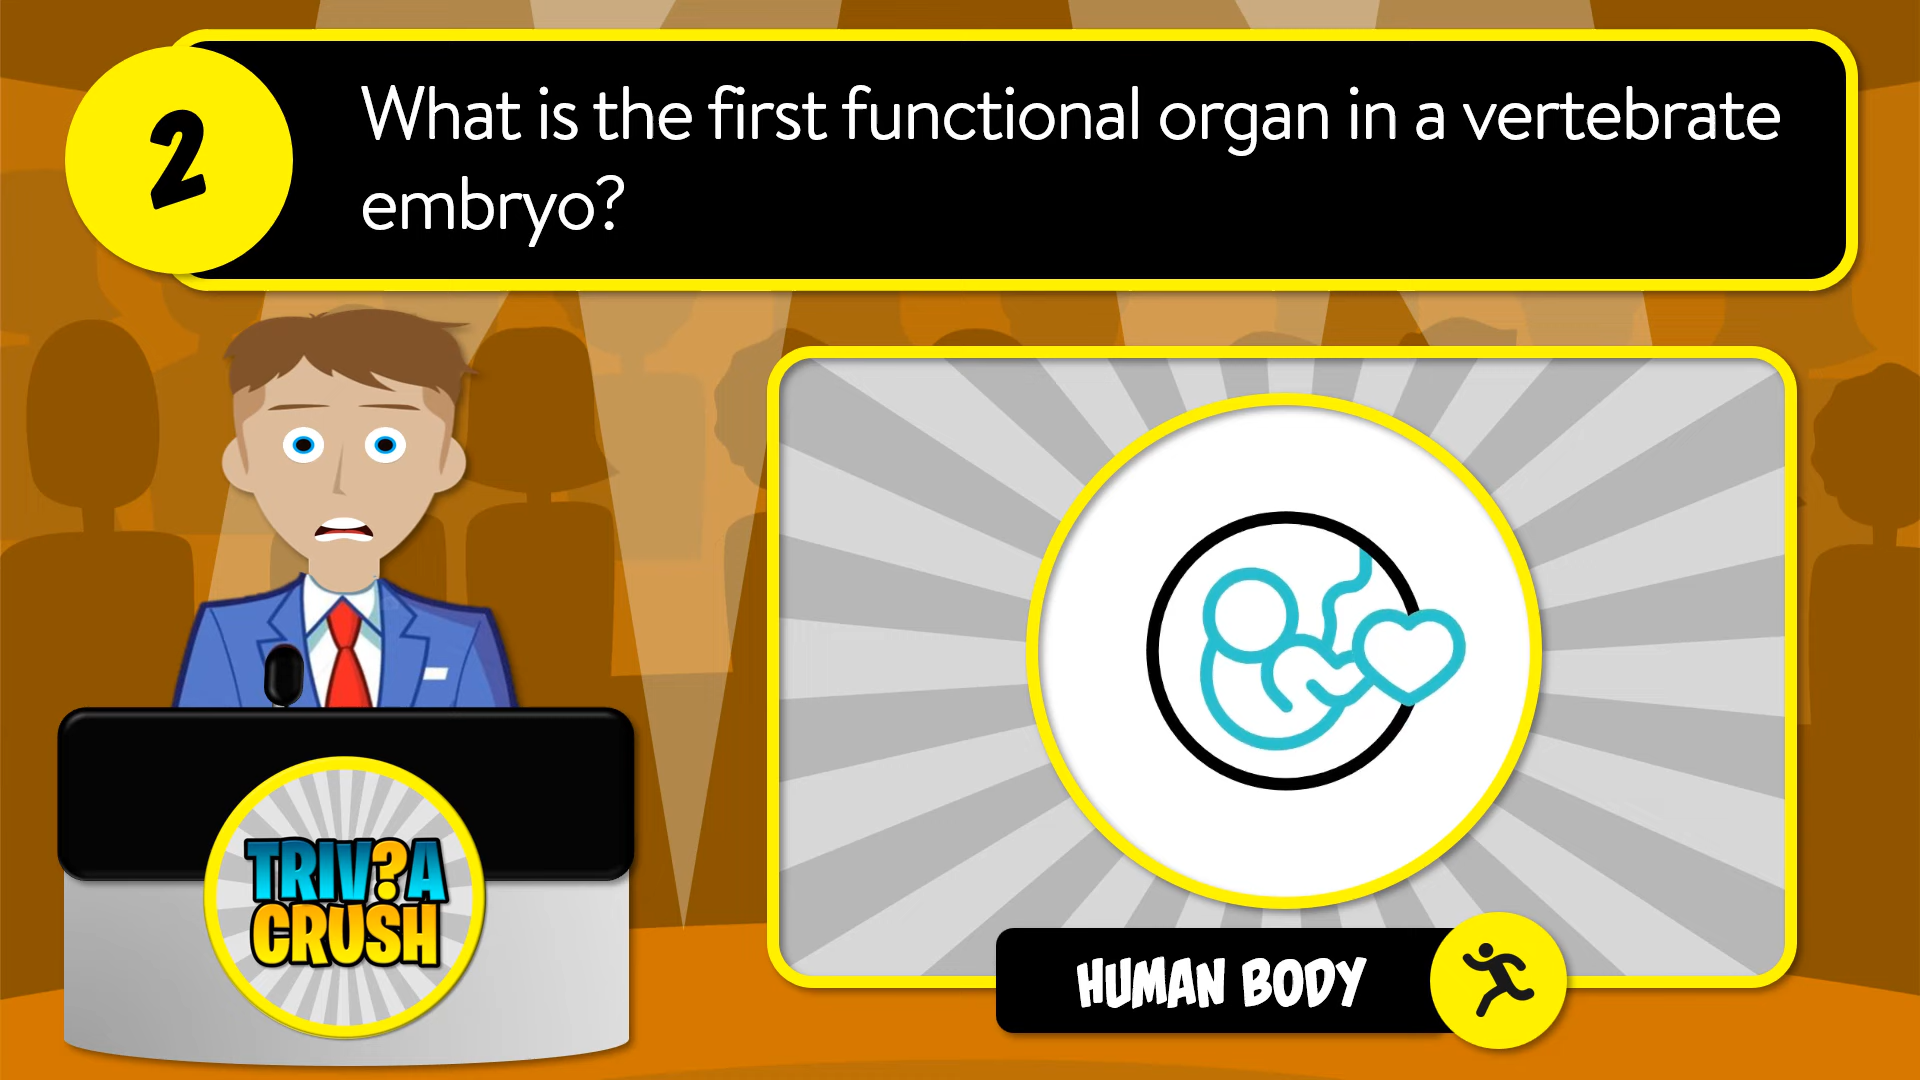 2
What is the first functional organ in a vertebrate
embryo?
TRIV?A
CRUSH
HUMAN BODY